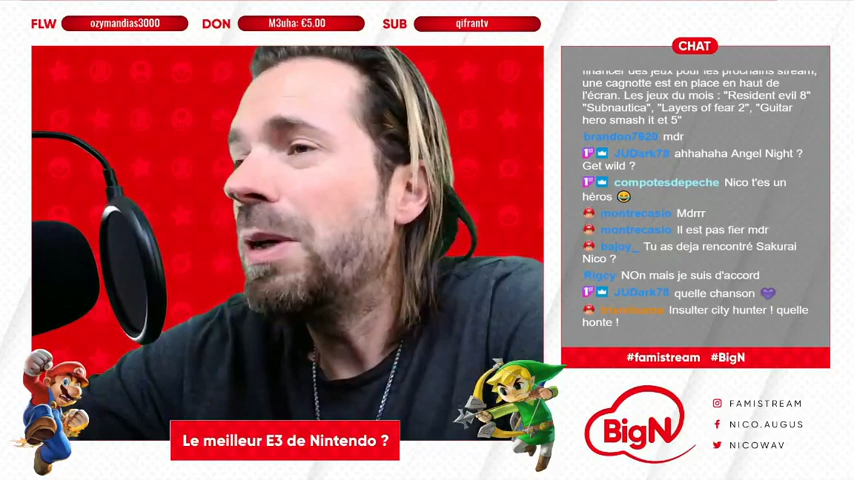 FLW ozymandias3000 DON M3uha: €5.00 SUB qifrantv
CHAT
financer des jeux pour les prochains stream,
une cagnotte est en place en haut de
l'écran. Les jeux du mois : "Resident evil 8"
"Subnautica", "Layers of fear 2", "Guitar
hero smash it et 5"
brandon7920 mdr
JUDark78 ahhahaha Angel Night ?
Get wild ?
compotesdepeche Nico t'es un
héros
montrecasio Mdrrr
montrecasio Il est pas fier mdr
bajoy_ Tu as deja rencontré Sakurai
Nico ?
Rigcy NOn mais je suis d'accord
JUDark78 quelle chanson
Insulter city hunter ! quelle
honte !
#famistream #BigN
Le meilleur E3 de Nintendo ?
BigN
FAMISTREAM
NICO.AUGUS
NICOWAV